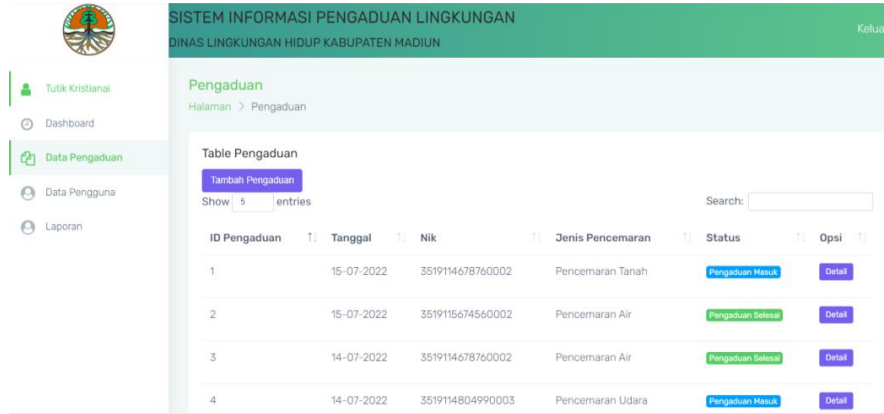 SISTEM INFORMASI PENGADUAN LINGKUNGAN
DINAS LINGKUNGAN HIDUP KABUPATEN MADIUN
Kelua
Tutik Kristianai
Dashboard
Data Pengaduan
Data Pengguna
Laporan
Pengaduan
Halaman > Pengaduan
Table Pengaduan
Tambah Pengaduan
Show 5 entries
Search:
ID Pengaduan Tanggal Nik Jenis Pencemaran Status Opsi
1 15-07-2022 3519114678760002 Pencemaran Tanah Pengaduan Masuk Detail
2 15-07-2022 3519115674560002 Pencemaran Air Pengaduan Selesai Detail
3 14-07-2022 3519114678760002 Pencemaran Air Pengaduan Selesai Detail
4 14-07-2022 3519114804990003 Pencemaran Udara Pengaduan Masuk Detail